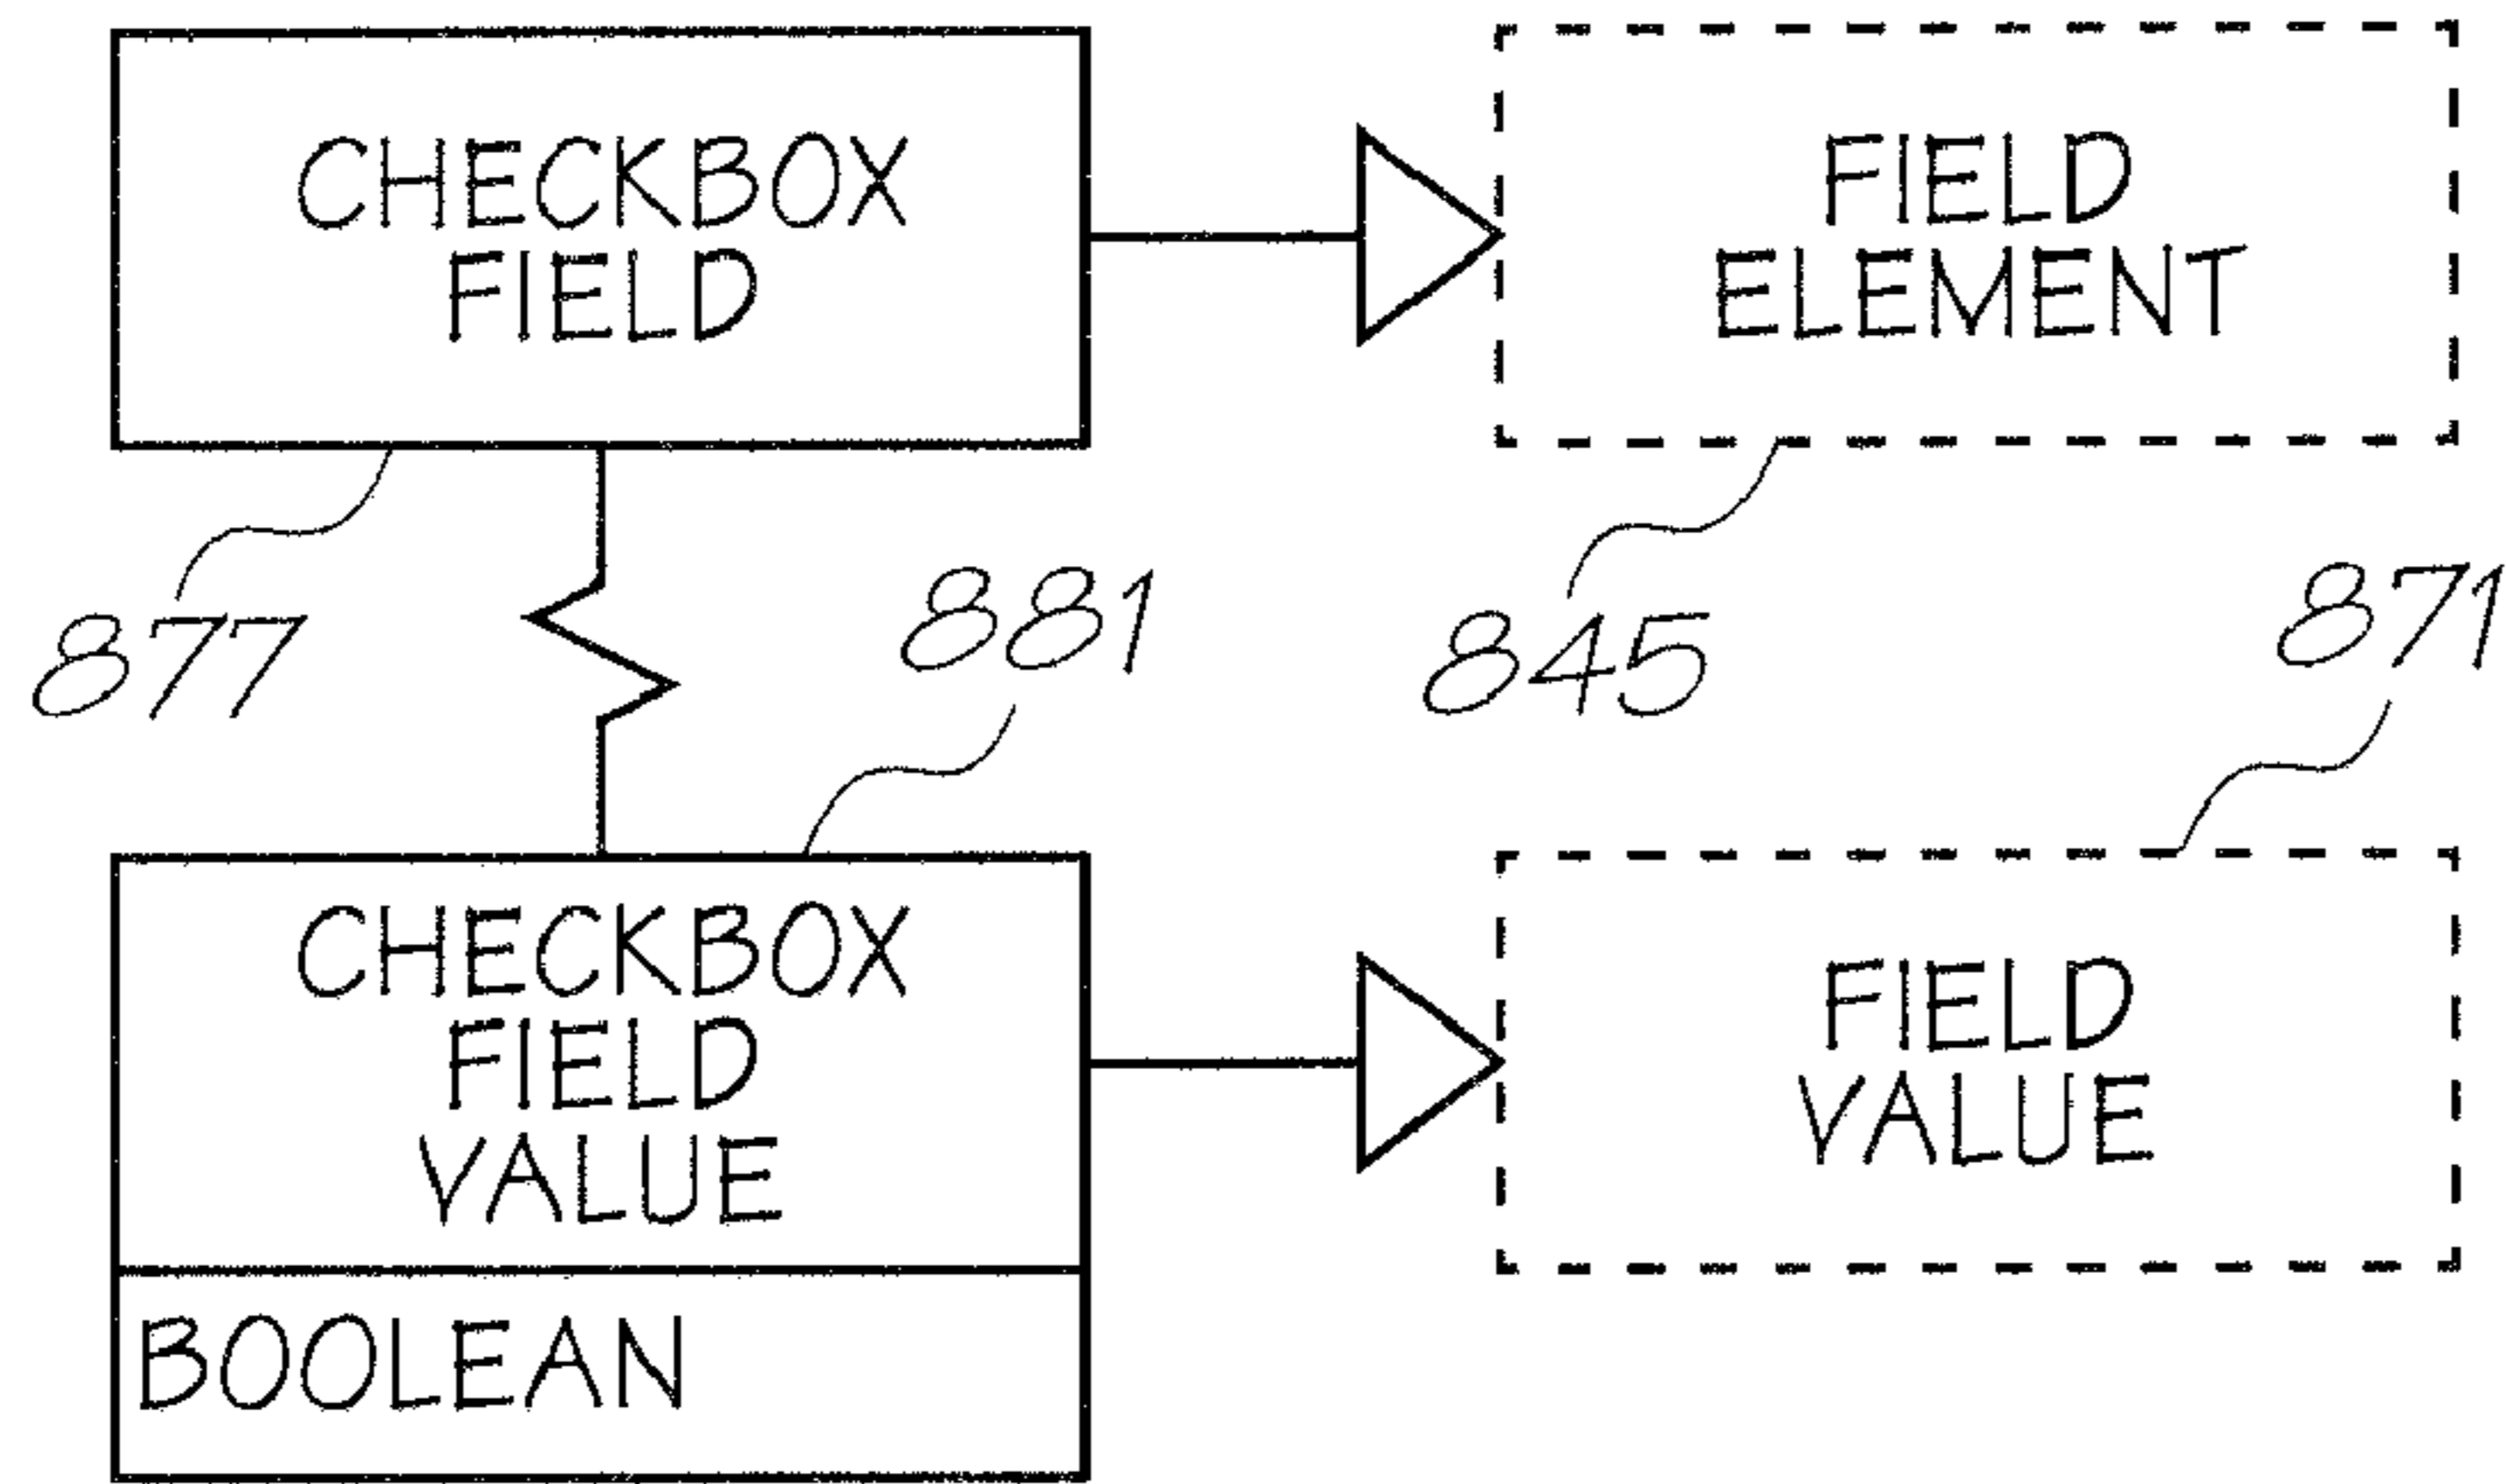 CHECKBOX
FIELD
FIELD
ELEMENT
877
881
845
871
CHECKBOX
FIELD
VALUE
BOOLEAN
FIELD
VALUE